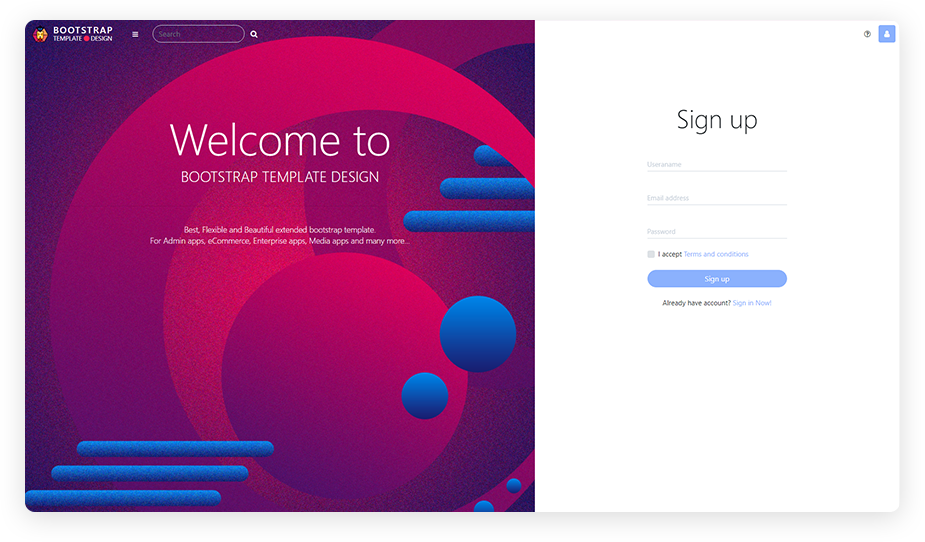 BOOTSTRAP
TEMPLATE DESIGN
Search
Welcome to
BOOTSTRAP TEMPLATE DESIGN
Best, Flexible and Beautiful extended bootstrap template.
For Admin apps, eCommerce, Enterprise apps, Media apps and many more...
Sign up
Useraname
Email address
Password
I accept Terms and conditions
Sign up
Already have account? Sign in Now!